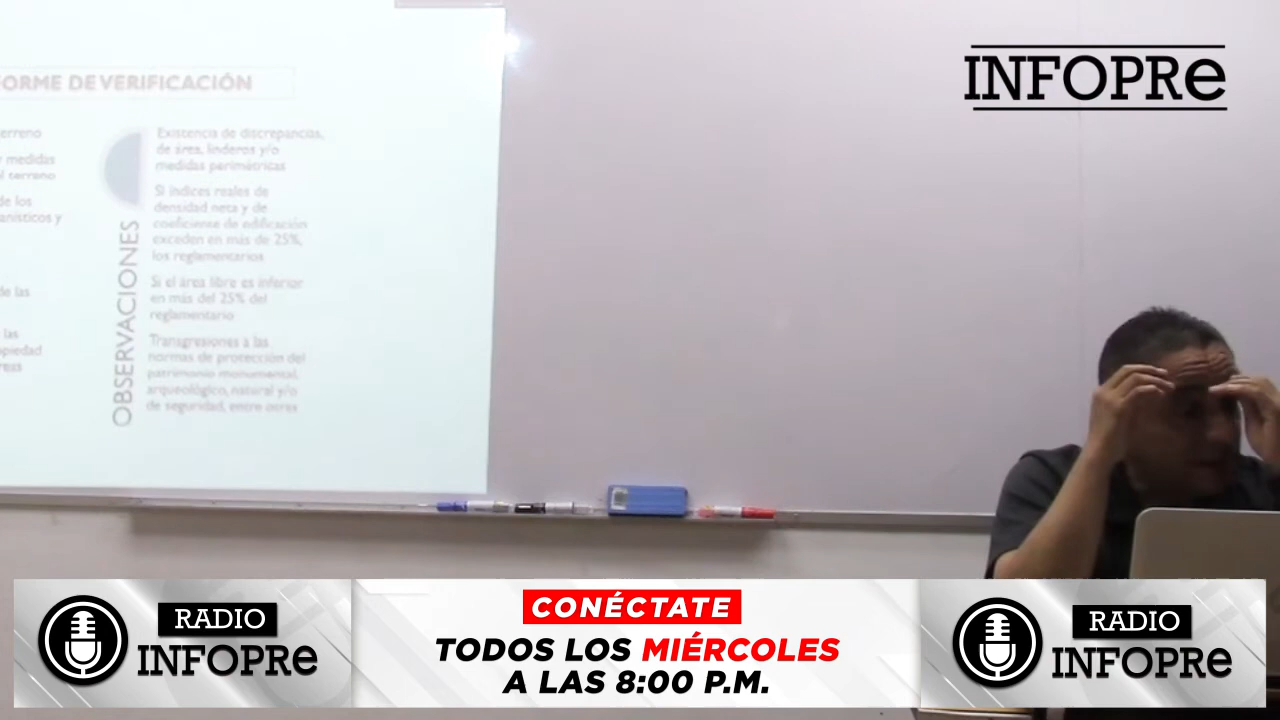 INFOPRe
ORME DE VERIFICACIÓN
terreno
medidas
l terreno
de los
anísticos y
de las
las
opiedad
reas
OBSERVACIONES
Existencia de discrepancias,
de área, linderos y/o
medidas perimétricas
Si índices reales de
densidad neta y de
coeficiente de edificación
exceden en más de 25%,
los reglamentarios
Si el área libre es inferior
en más del 25% del
reglamentario
Transgresiones a las
normas de protección del
patrimonio monumental,
arqueológico, natural y/o
de seguridad, entre otros
RADIO
INFOPRe
CONÉCTATE
TODOS LOS MIÉRCOLES
A LAS 8:00 P.M.
RADIO
INFOPRe